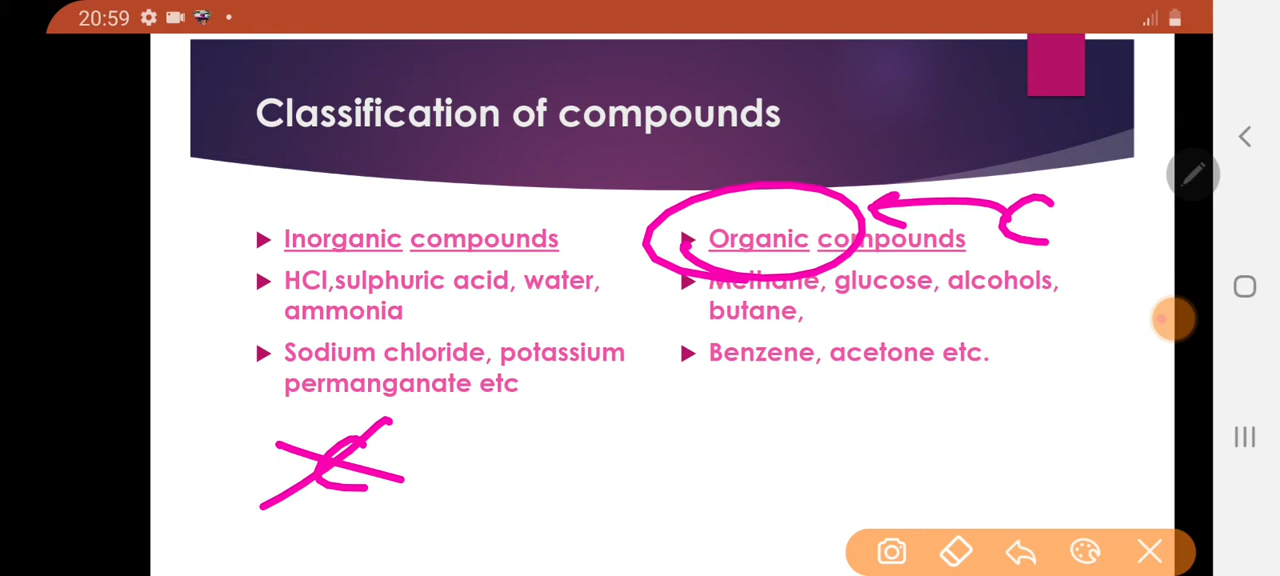 20:59
Classification of compounds
Inorganic compounds
HCl,sulphuric acid, water,
ammonia
Sodium chloride, potassium
permanganate etc
C
Organic compounds
Methane, glucose, alcohols,
butane,
Benzene, acetone etc.
C